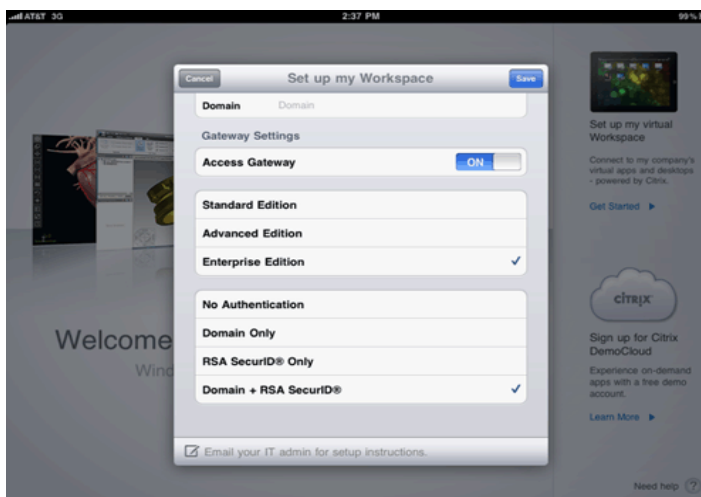 AT&T 3G 2:37 PM 99%
Cancel Set up my Workspace Save
Domain Domain
Gateway Settings
Access Gateway ON
Standard Edition
Advanced Edition
Enterprise Edition
No Authentication
Domain Only
RSA SecurID® Only
Domain + RSA SecurID®
Email your IT admin for setup instructions.
Welcome
Wind
Set up my virtual
Workspace
Connect to my company's
virtual apps and desktops
- powered by Citrix.
Get Started
CITRIX
Sign up for Citrix
DemoCloud
Experience on-demand
apps with a free demo
account.
Learn More
Need help ?